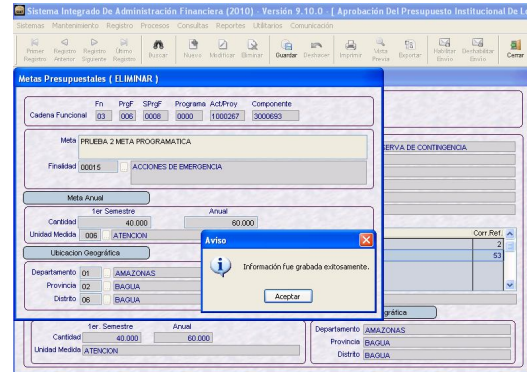 Sistema Integrado De Administración Financiera (2010) - Versión 9.10.0 - [ Aprobación Del Presupuesto Institucional De L
Sistemas Mantenimiento Registro Procesos Consultas Reportes Utilitarios Comunicación
Primer Registro Registro Anterior Registro Siguiente Último Registro Buscar Nuevo Modificar Eliminar Guardar Deshacer Imprimir Vista Previa Exportar Habilitar Envío Deshabilitar Envío Cerrar
Metas Presupuestales ( ELIMINAR )
Fn PrgF SPrgF Programa Act/Proy Componente
Cadena Funcional 03 006 0008 0000 1000267 3000693
Meta PRUEBA 2 META PROGRAMATICA
Finalidad 00015 ACCIONES DE EMERGENCIA
SERVA DE CONTINGENCIA
Meta Anual
1er Semestre Anual
Cantidad 40.000 60.000
Unidad Medida 006 ATENCION
Corr.Ref.
2
53
Aviso
Información fue grabada exitosamente.
Aceptar
Ubicacion Geográfica
Departamento 01 AMAZONAS
Provincia 02 BAGUA
Distrito 06 BAGUA
gráfica
1er. Semestre Anual
Cantidad 40.000 60.000
Unidad Medida ATENCION
Departamento AMAZONAS
Provincia BAGUA
Distrito BAGUA